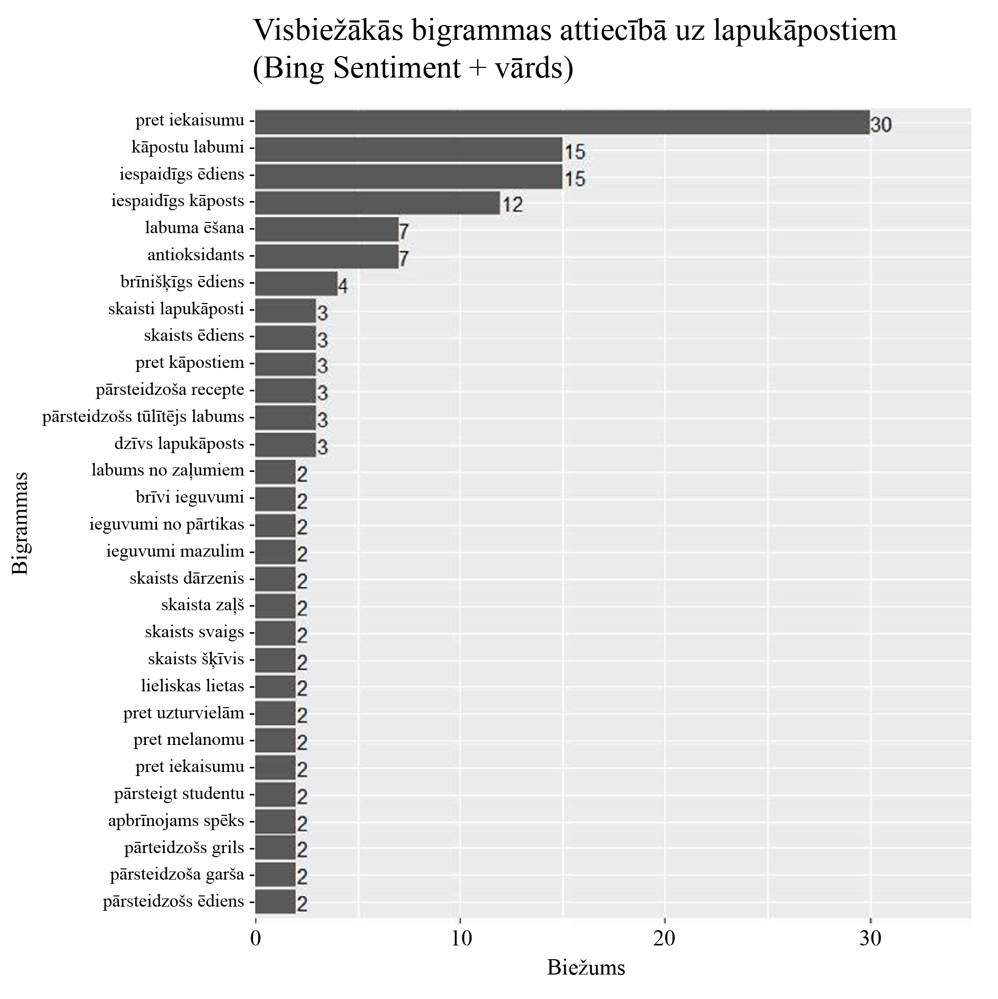 Visbiežākās bigrammas attiecībā uz lapukāpostiem
(Bing Sentiment + vārds)
pret iekaisumu 30
kāpostu labumi 15
iespaidīgs ēdiens 15
iespaidīgs kāposts 12
labuma ēšana 7
antioksidants 7
brīnišķīgs ēdiens 4
skaisti lapukāposti 3
skaists ēdiens 3
pret kāpostiem 3
pārsteidzoša recepte 3
pārsteidzošs tūlītējs labums 3
dzīvs lapukāposts 3
labums no zaļumiem 2
brīvi ieguvumi 2
ieguvumi no pārtikas 2
ieguvumi mazulim 2
skaists dārzenis 2
skaista zaļš 2
skaists svaigs 2
skaists šķīvis 2
lieliskas lietas 2
pret uzturvielām 2
pret melanomu 2
pret iekaisumu 2
pārsteigt studentu 2
apbrīnojams spēks 2
pārteidzošs grils 2
pārsteidzoša garša 2
pārsteidzošs ēdiens 2
Bigrammas
0 10 20 30
Biežums